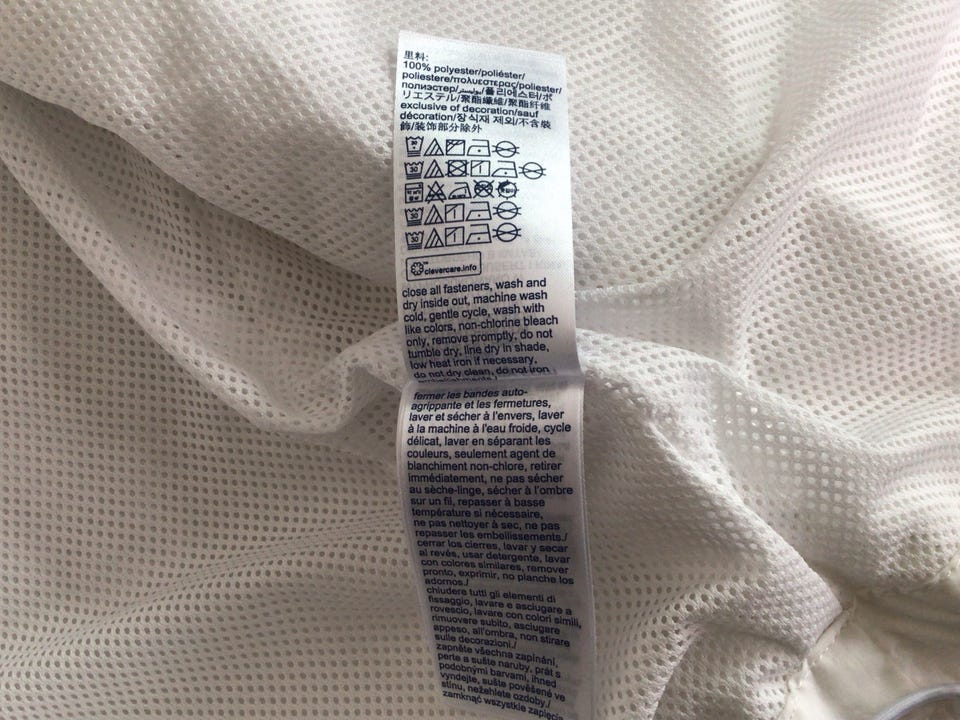 里料:
100% polyester/poliéster/
poliestere/πολυεστερας/poliester/
полиэстер/بوليستر/폴리에스터/ポ
リエステル/聚酯纖維/聚酯纤维
exclusive of decoration/sauf
décoration/장식재 제외/不含裝
飾/装饰部分除外
30
30
30
30
clevercare.info
close all fasteners, wash and
dry inside out, machine wash
cold, gentle cycle, wash with
like colors, non-chlorine bleach
only, remove promptly, do not
tumble dry, line dry in shade,
low heat iron if necessary,
do not dry clean, do not iron
embellishments./
fermer les bandes auto-
agrippante et les fermetures,
laver et sécher à l'envers, laver
à la machine à l'eau froide, cycle
délicat, laver en séparant les
couleurs, seulement agent de
blanchiment non-chlore, retirer
immédiatement, ne pas sécher
au sèche-linge, sécher à l'ombre
sur un fil, repasser à basse
température si nécessaire,
ne pas nettoyer à sec, ne pas
repasser les embellissements./
cerrar los cierres, lavar y secar
al revés, usar detergente, lavar
con colores similares, remover
pronto, exprimir, no planche los
adornos./
chiudere tutti gli elementi di
fissaggio, lavare e asciugare a
rovescio, lavare con colori simili,
rimuovere subito, asciugare
appeso, all'ombra, non stirare
sulle decorazioni./
zapněte všechna zapínání,
perte a sušte naruby, prát s
podobnými barvami, ihned
vyndejte, sušte pověšené ve
stínu, nežehlete ozdoby./
zamknąć wszystkie zapięcia